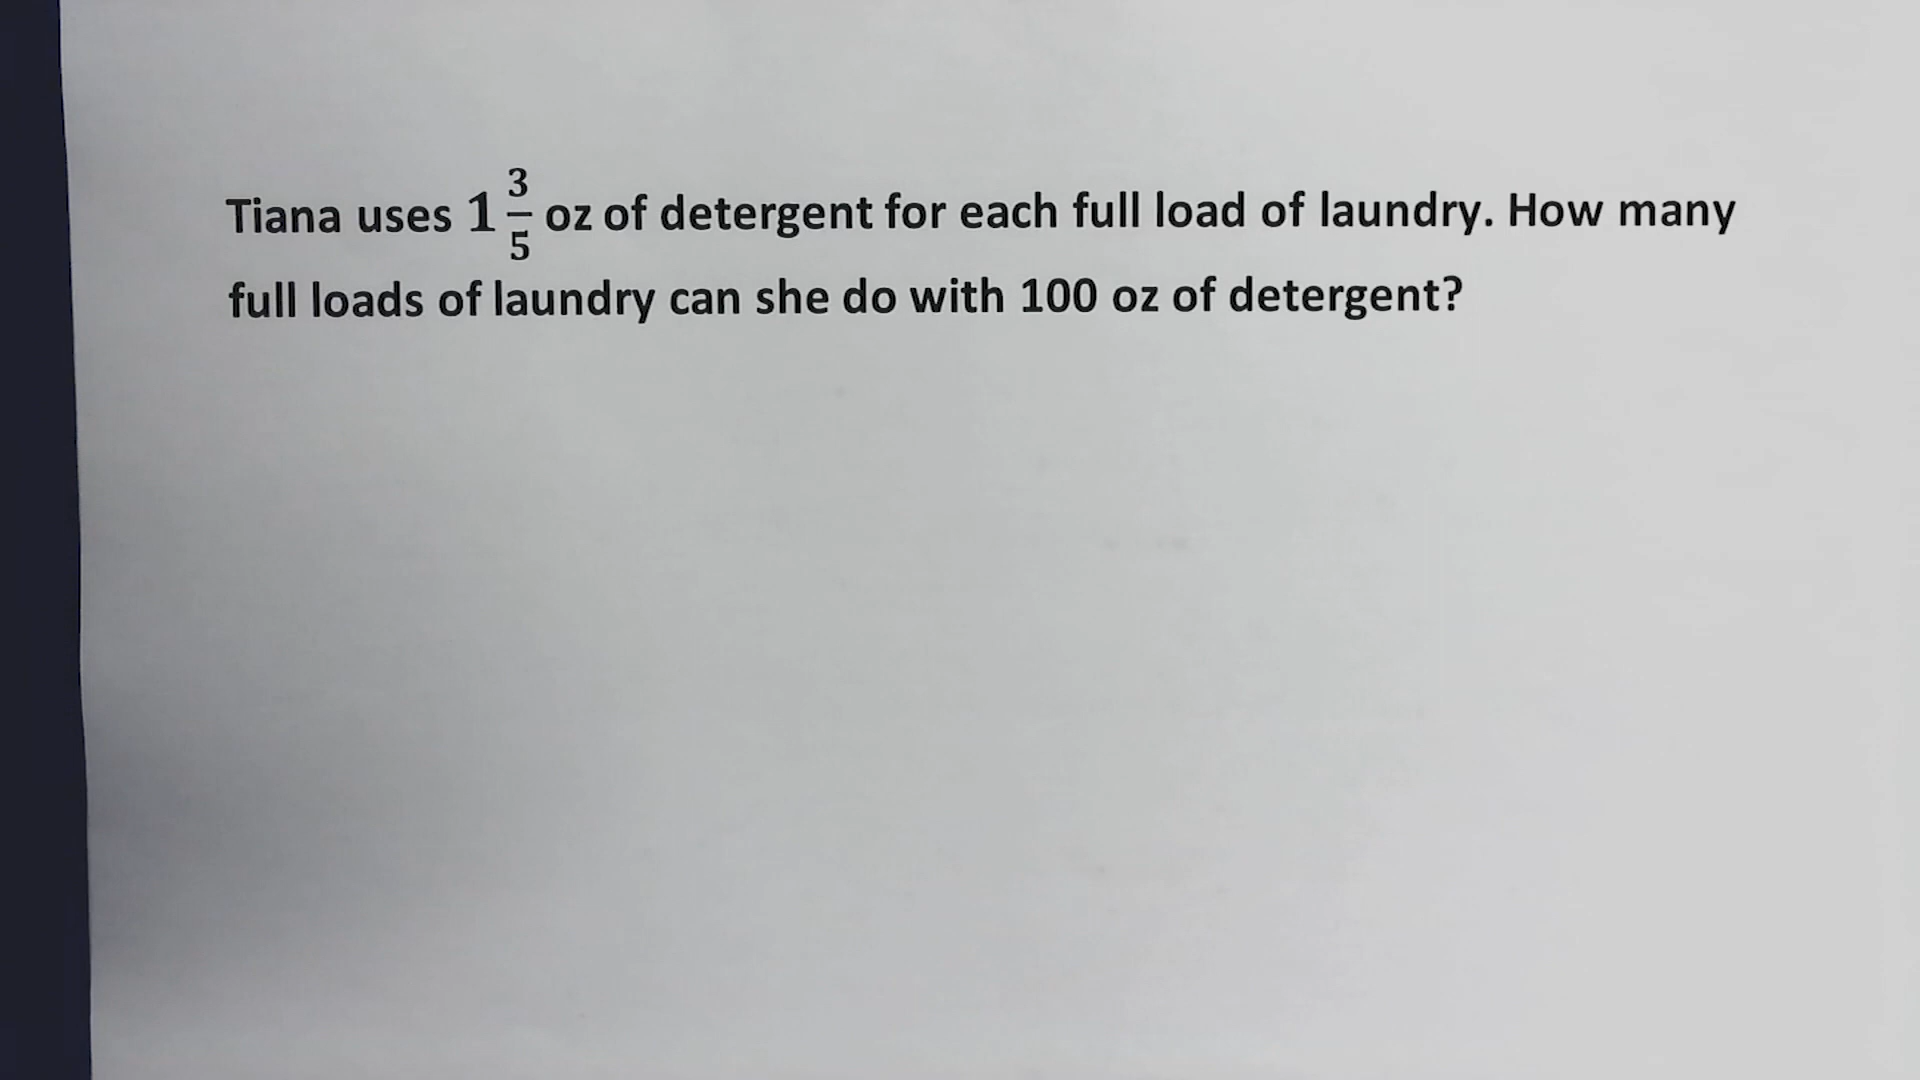 Tiana uses 1 3/5 oz of detergent for each full load of laundry. How many
full loads of laundry can she do with 100 oz of detergent?